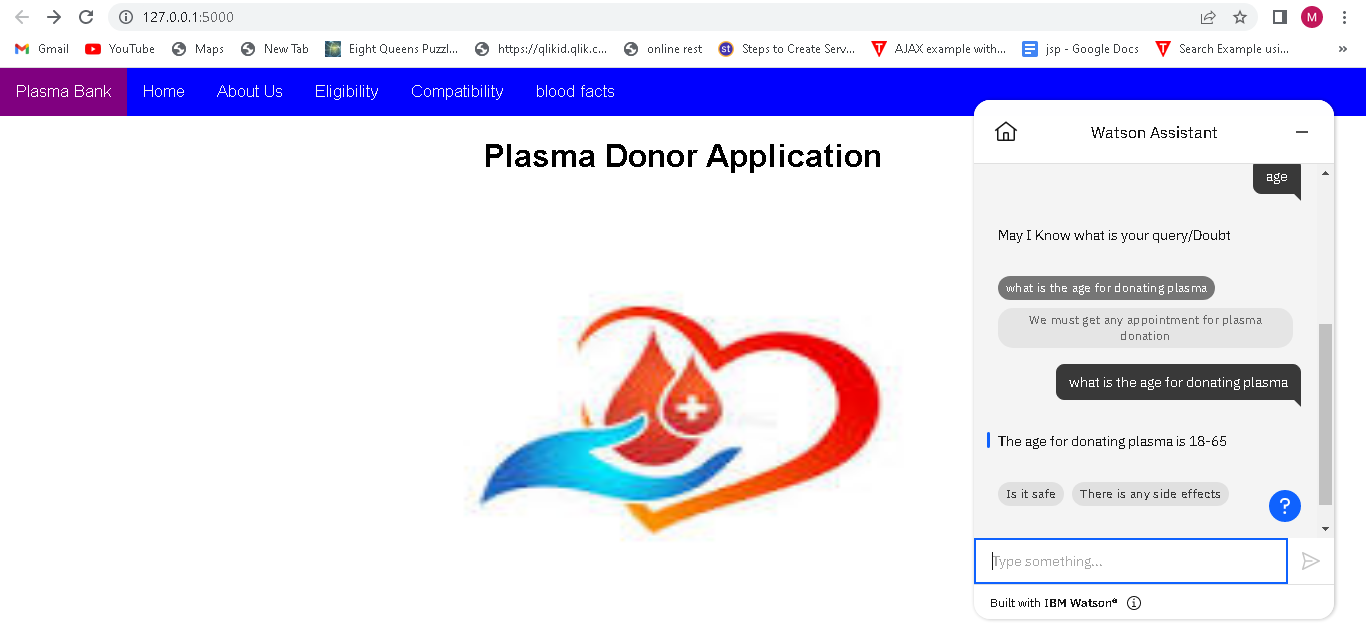 127.0.0.1:5000
M
Gmail YouTube Maps New Tab Eight Queens Puzzl... https://qlikid.qlik.c... online rest st Steps to Create Serv... T AJAX example with... jsp - Google Docs T Search Example usi... »
Plasma Bank Home About Us Eligibility Compatibility blood facts
Plasma Donor Application
Watson Assistant
age
May I Know what is your query/Doubt
what is the age for donating plasma
We must get any appointment for plasma
donation
what is the age for donating plasma
The age for donating plasma is 18-65
Is it safe There is any side effects
?
Type something...
Built with IBM Watson®